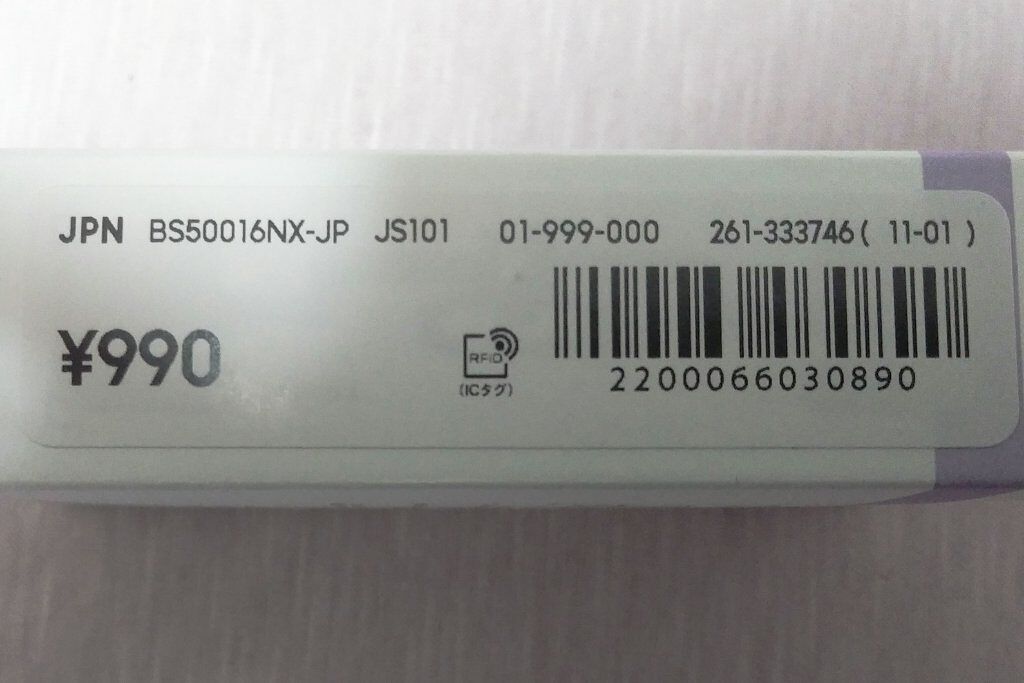 JPN BS50016NX-JP JS101 01-999-000 261-333746( 11-01 )
¥990
RFID
(ICタグ)
2200066030890